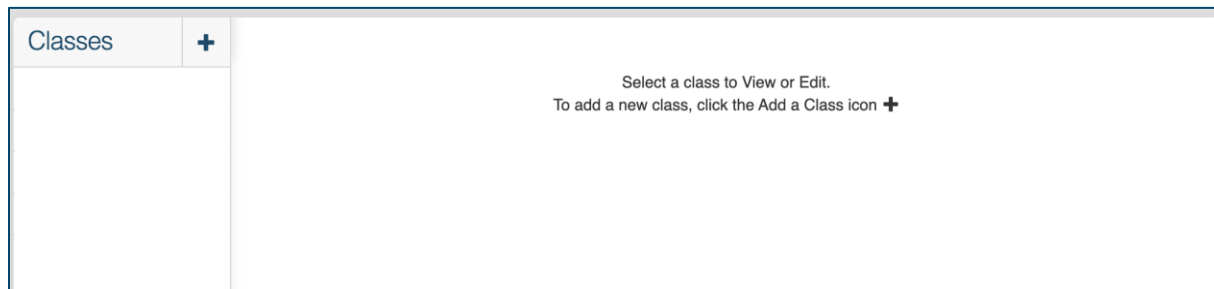 Classes
Select a class to View or Edit.
To add a new class, click the Add a Class icon